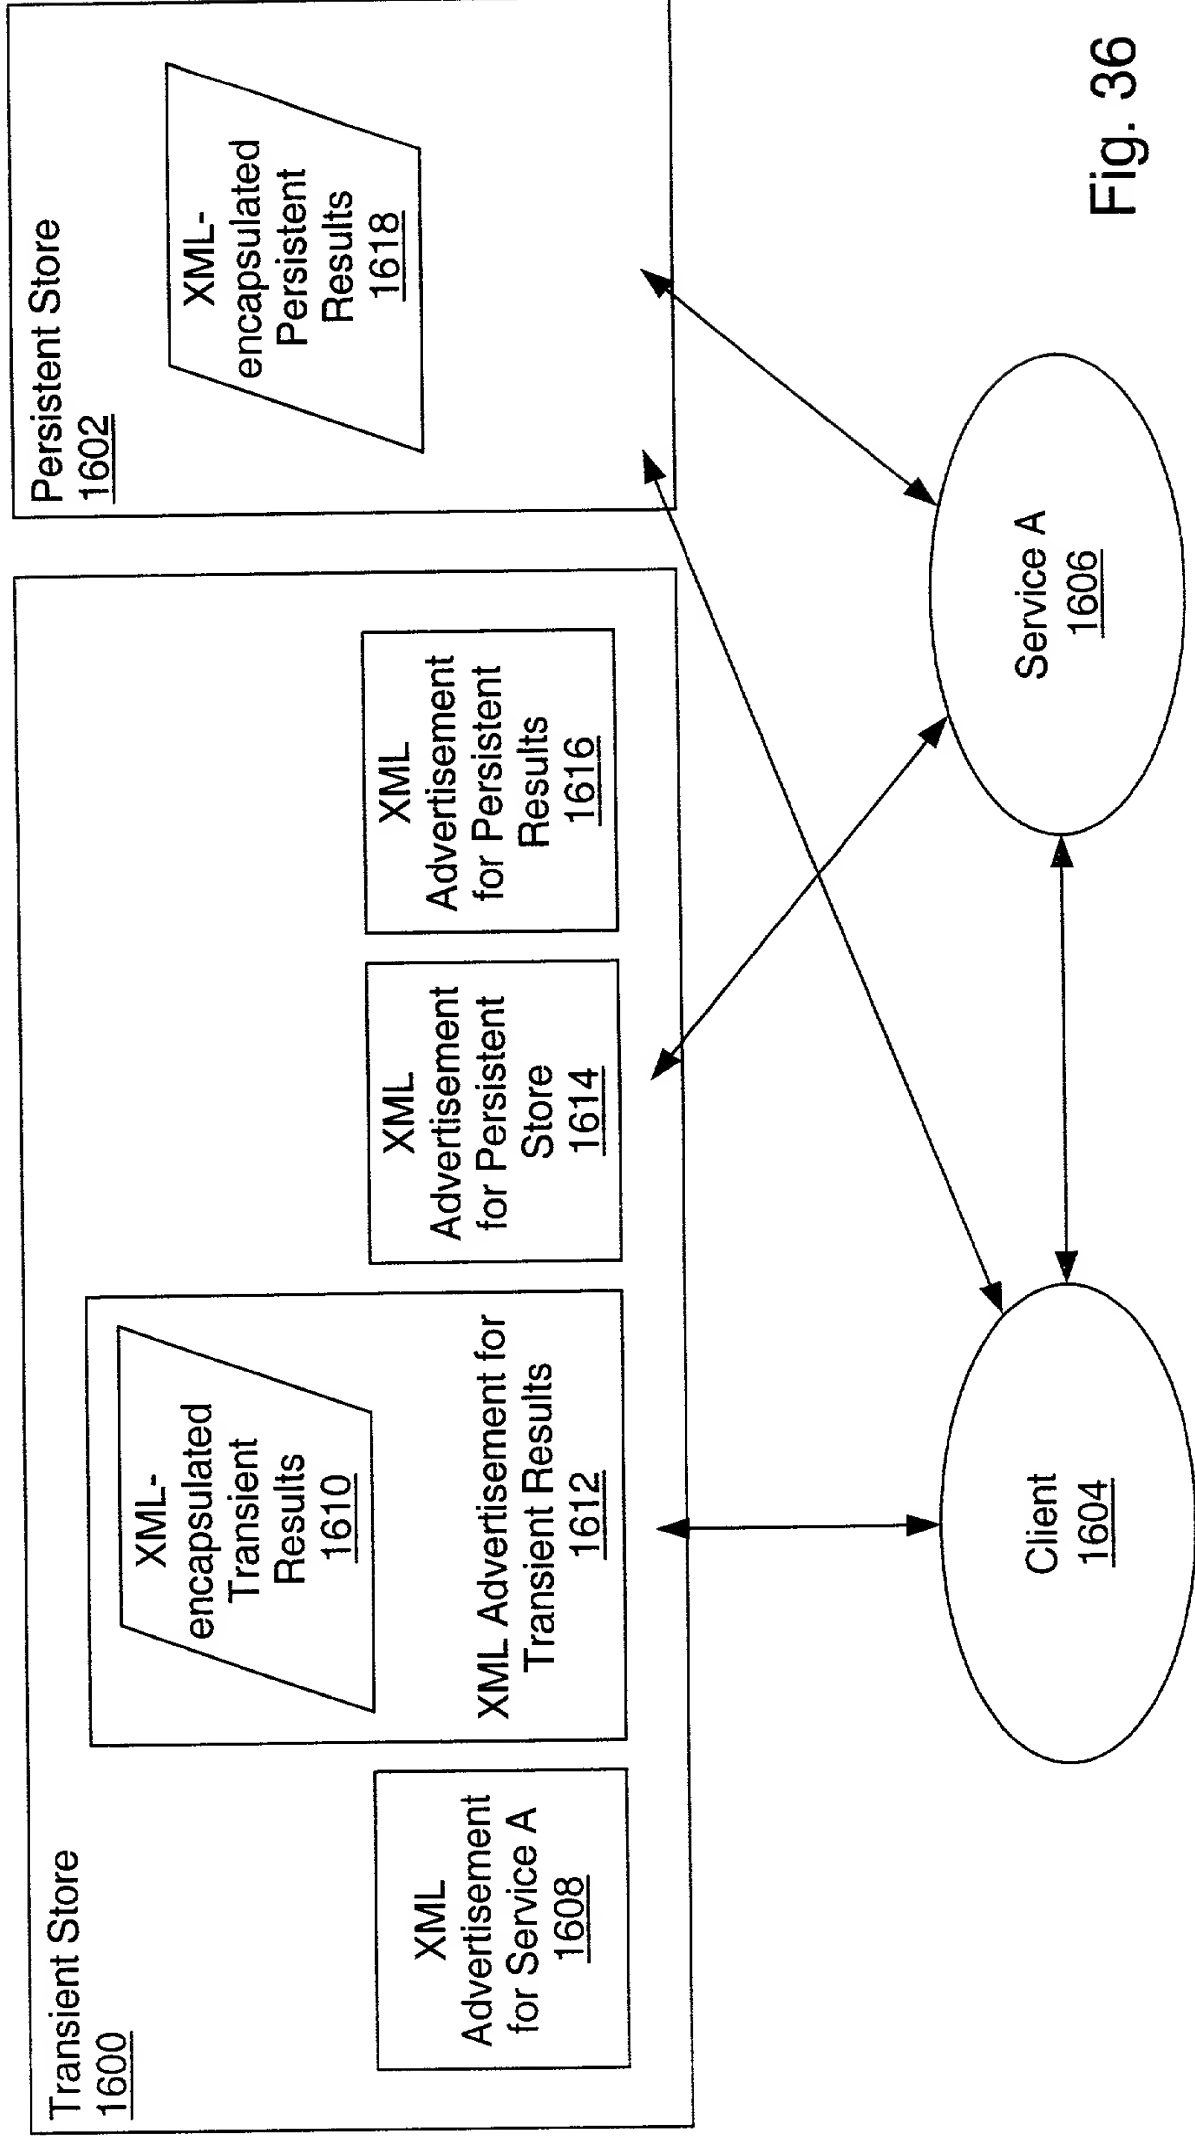 Transient Store
1600
XML
Advertisement
for Service A
1608
XML-
encapsulated
Transient
Results
1610
XML Advertisement for
Transient Results
1612
XML
Advertisement
for Persistent
Store
1614
XML
Advertisement
for Persistent
Results
1616
Persistent Store
1602
XML-
encapsulated
Persistent
Results
1618
Client
1604
Service A
1606
Fig. 36